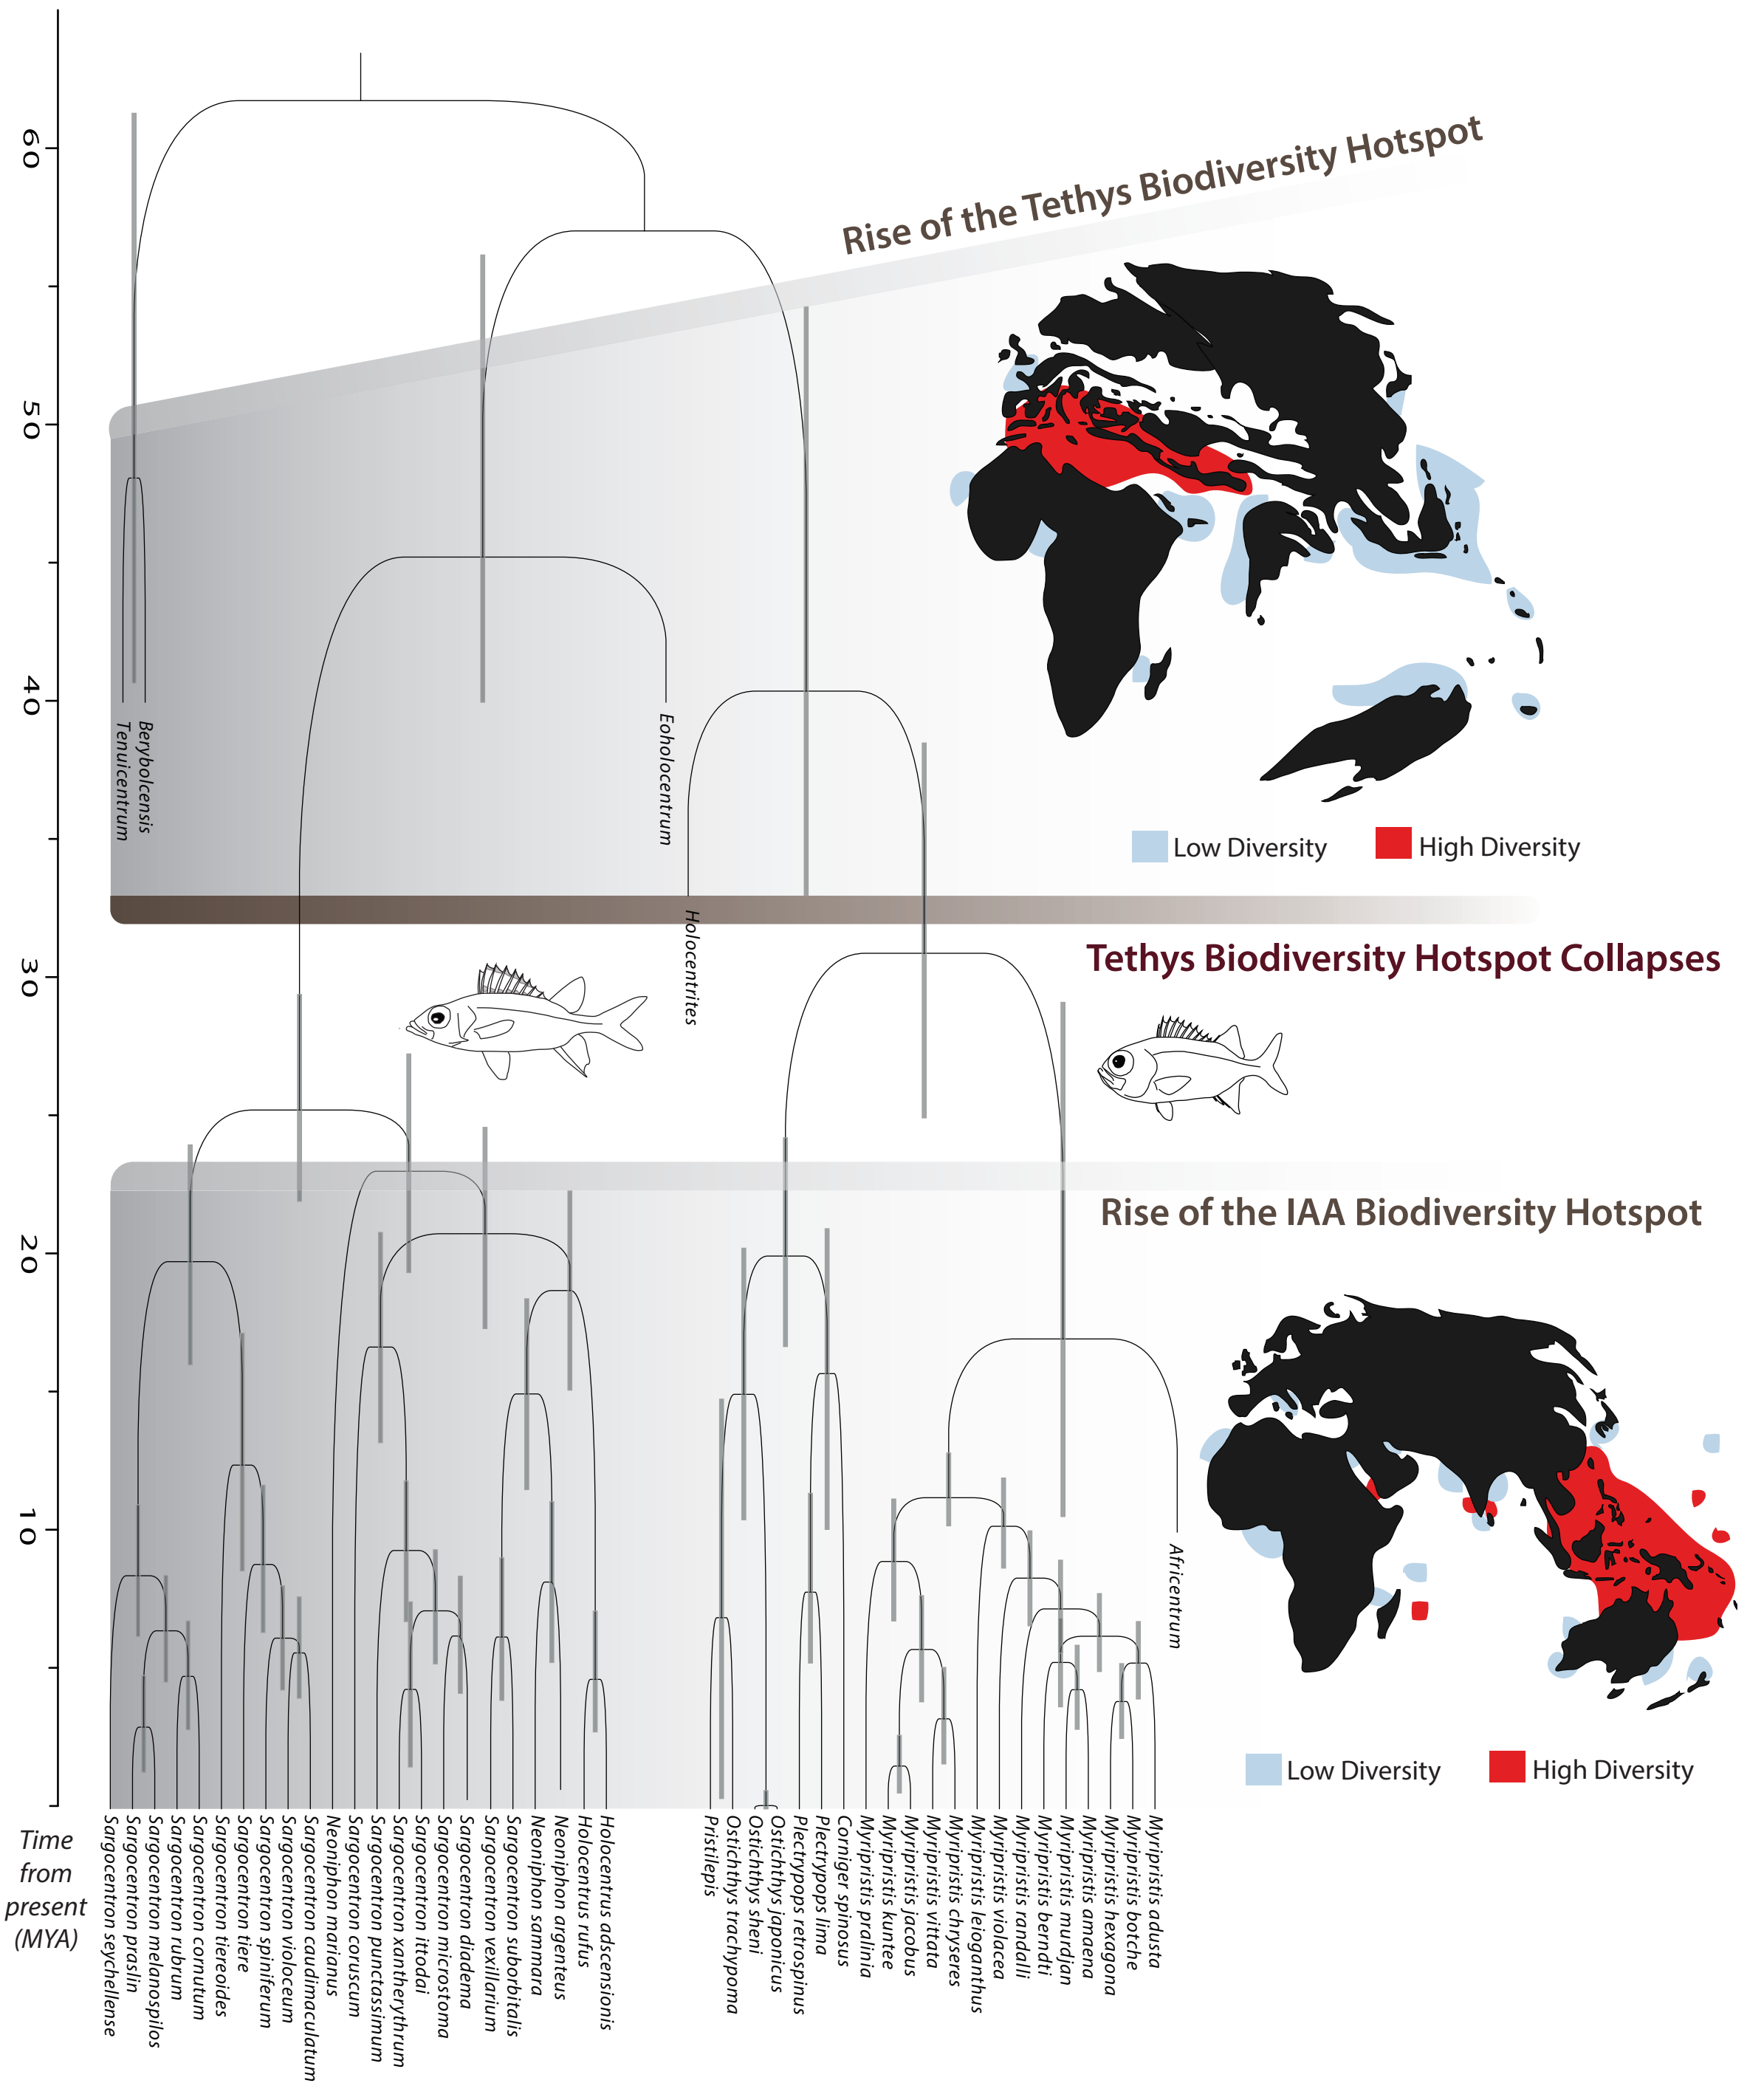 60
50
40
30
20
10
Time
from
present
(MYA)
Rise of the Tethys Biodiversity Hotspot
Low Diversity
High Diversity
Tethys Biodiversity Hotspot Collapses
Rise of the IAA Biodiversity Hotspot
Low Diversity
High Diversity
Tenuicentrum
Berybolcensis
Eoholocentrum
Holocentrites
Africentrum
Sargocentron seychellense
Sargocentron praslin
Sargocentron melanospilos
Sargocentron rubrum
Sargocentron cornutum
Sargocentron tiereoides
Sargocentron tiere
Sargocentron spiniferum
Sargocentron violoceum
Sargocentron caudimaculatum
Neoniphon marianus
Sargocentron coruscum
Sargocentron punctassimum
Sargocentron xantherythrum
Sargocentron ittodai
Sargocentron microstoma
Sargocentron diadema
Sargocentron vexillarium
Sargocentron suborbitalis
Neoniphon sammara
Neoniphon argenteus
Holocentrus rufus
Holocentrus adscensionis
Pristilepis
Ostichthys trachypoma
Ostichthys sheni
Ostichthys japonicus
Plectrypops retrospinus
Plectrypops lima
Corniger spinosus
Myripristis pralinia
Myripristis kuntee
Myripristis jacobus
Myripristis vittata
Myripristis chryseres
Myripristis leioganthus
Myripristis violacea
Myripristis randalli
Myripristis berndti
Myripristis murdjan
Myripristis amaena
Myripristis hexagona
Myripristis botche
Myripristis adusta